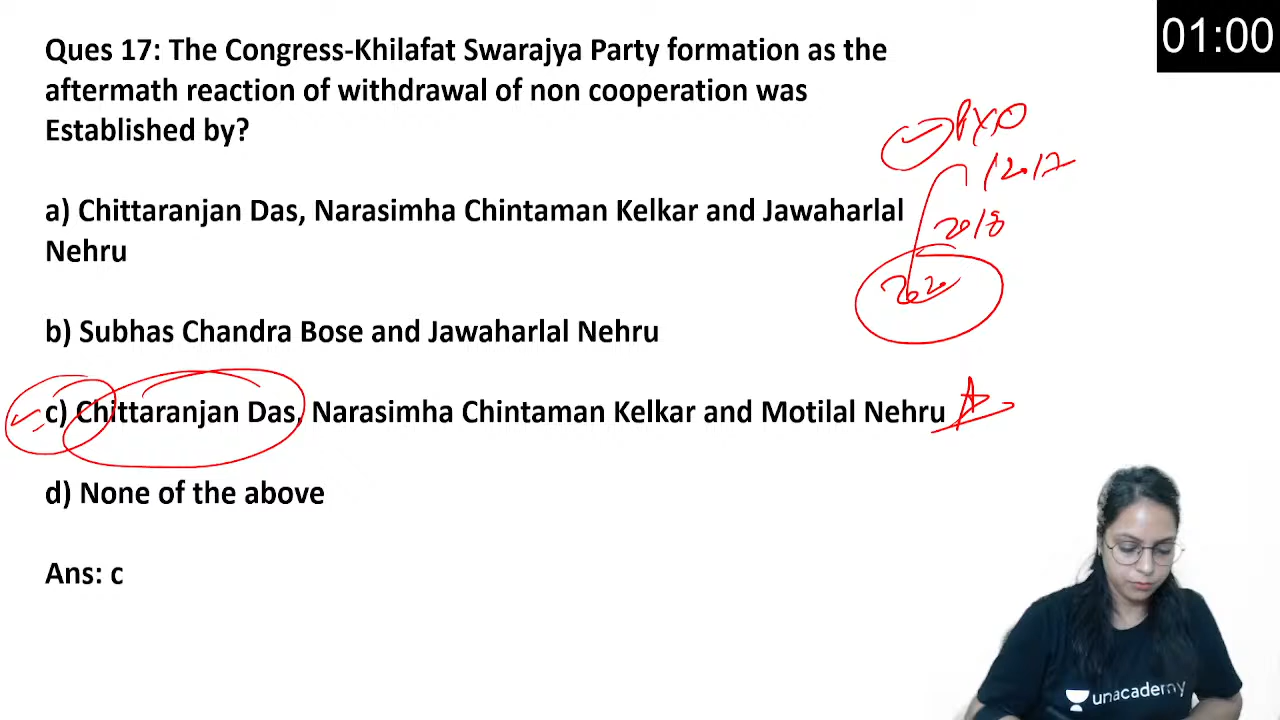 01:00
Ques 17: The Congress-Khilafat Swarajya Party formation as the
aftermath reaction of withdrawal of non cooperation was
Established by?
a) Chittaranjan Das, Narasimha Chintaman Kelkar and Jawaharlal
Nehru
b) Subhas Chandra Bose and Jawaharlal Nehru
c) Chittaranjan Das, Narasimha Chintaman Kelkar and Motilal Nehru
d) None of the above
Ans: c
2017
2018
2020
unacademy